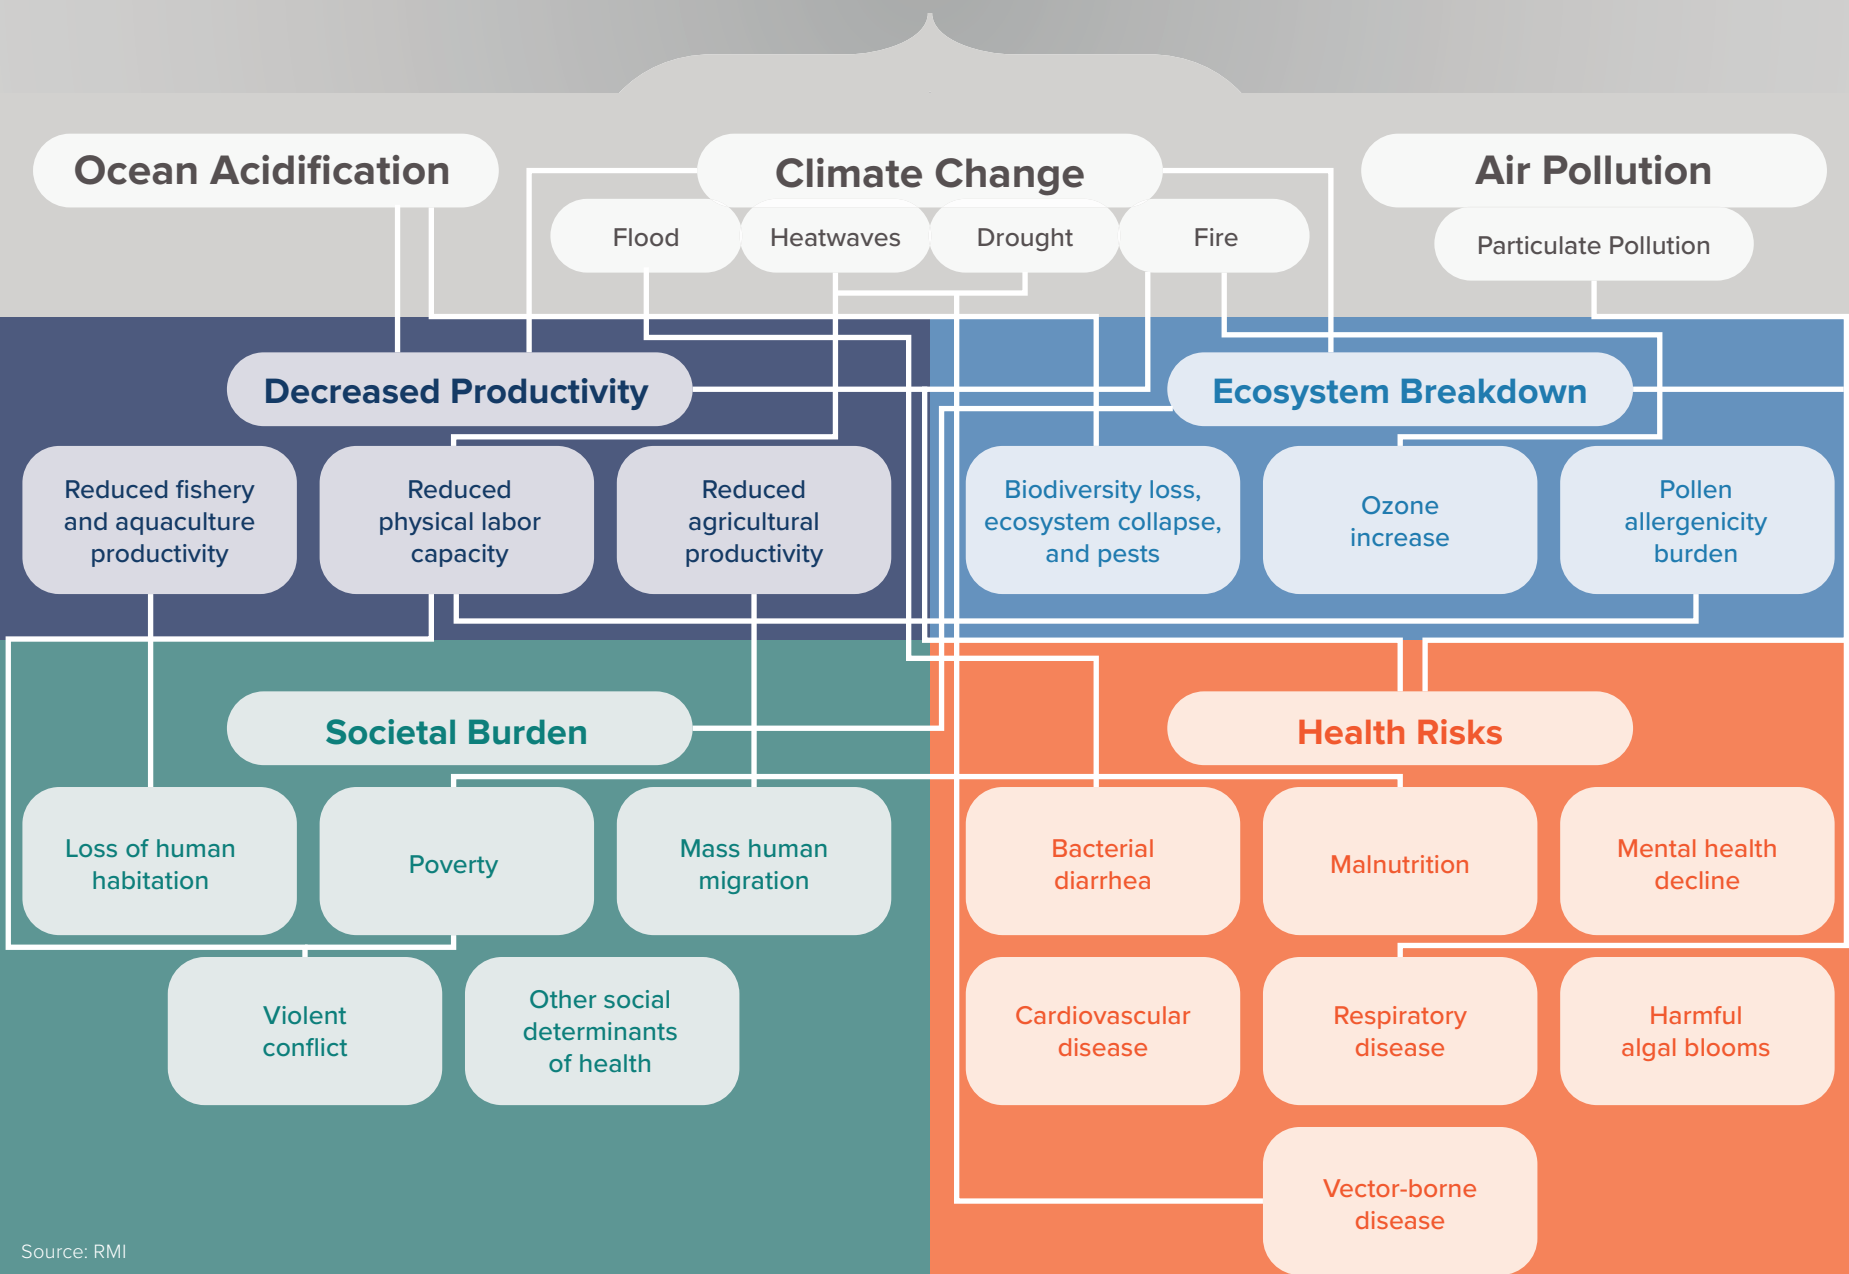 Ocean Acidification
Climate Change
Air Pollution
Flood
Heatwaves
Drought
Fire
Particulate Pollution
Decreased Productivity
Ecosystem Breakdown
Reduced fishery
and aquaculture
productivity
Reduced
physical labor
capacity
Reduced
agricultural
productivity
Biodiversity loss,
ecosystem collapse,
and pests
Ozone
increase
Pollen
allergenicity
burden
Societal Burden
Health Risks
Loss of human
habitation
Poverty
Mass human
migration
Bacterial
diarrhea
Malnutrition
Mental health
decline
Violent
conflict
Other social
determinants
of health
Cardiovascular
disease
Respiratory
disease
Harmful
algal blooms
Vector-borne
disease
Source: RMI